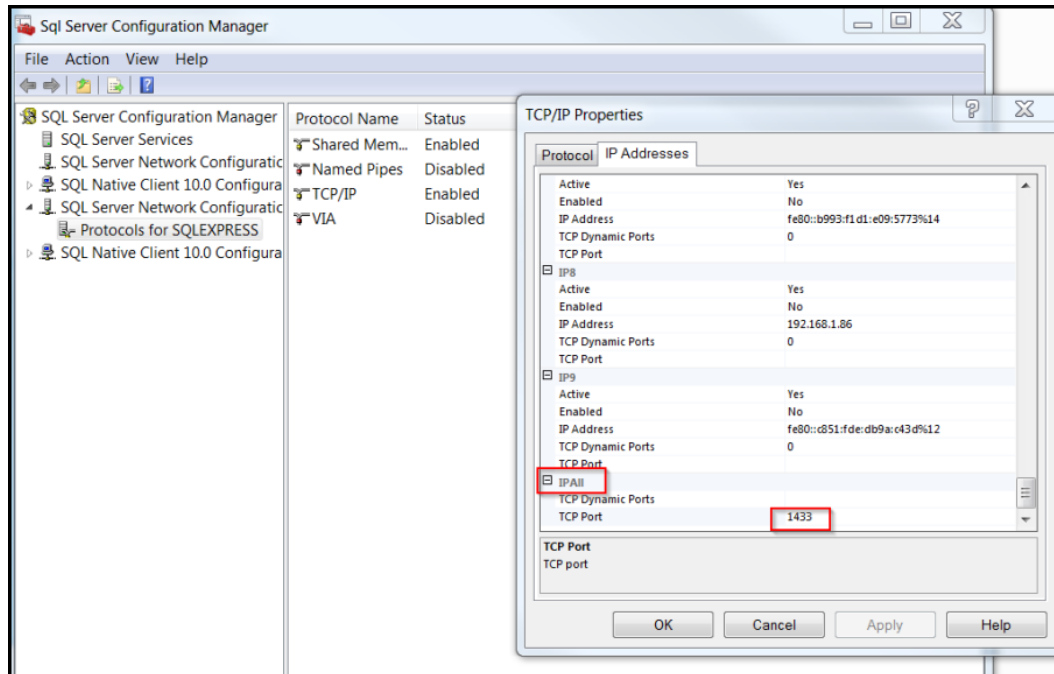 Sql Server Configuration Manager
File Action View Help
SQL Server Configuration Manager
SQL Server Services
SQL Server Network Configuratic
SQL Native Client 10.0 Configura
SQL Server Network Configuratic
Protocols for SQLEXPRESS
SQL Native Client 10.0 Configura
Protocol Name Status
Shared Mem... Enabled
Named Pipes Disabled
TCP/IP Enabled
VIA Disabled
TCP/IP Properties
Protocol IP Addresses
Active Yes
Enabled No
IP Address fe80::b993:f1d1:e09:5773%14
TCP Dynamic Ports 0
TCP Port
IP8
Active Yes
Enabled No
IP Address 192.168.1.86
TCP Dynamic Ports 0
TCP Port
IP9
Active Yes
Enabled No
IP Address fe80::c851:fde:db9a:c43d%12
TCP Dynamic Ports 0
TCP Port
IPAll
TCP Dynamic Ports
TCP Port 1433
TCP Port
TCP port
OK Cancel Apply Help